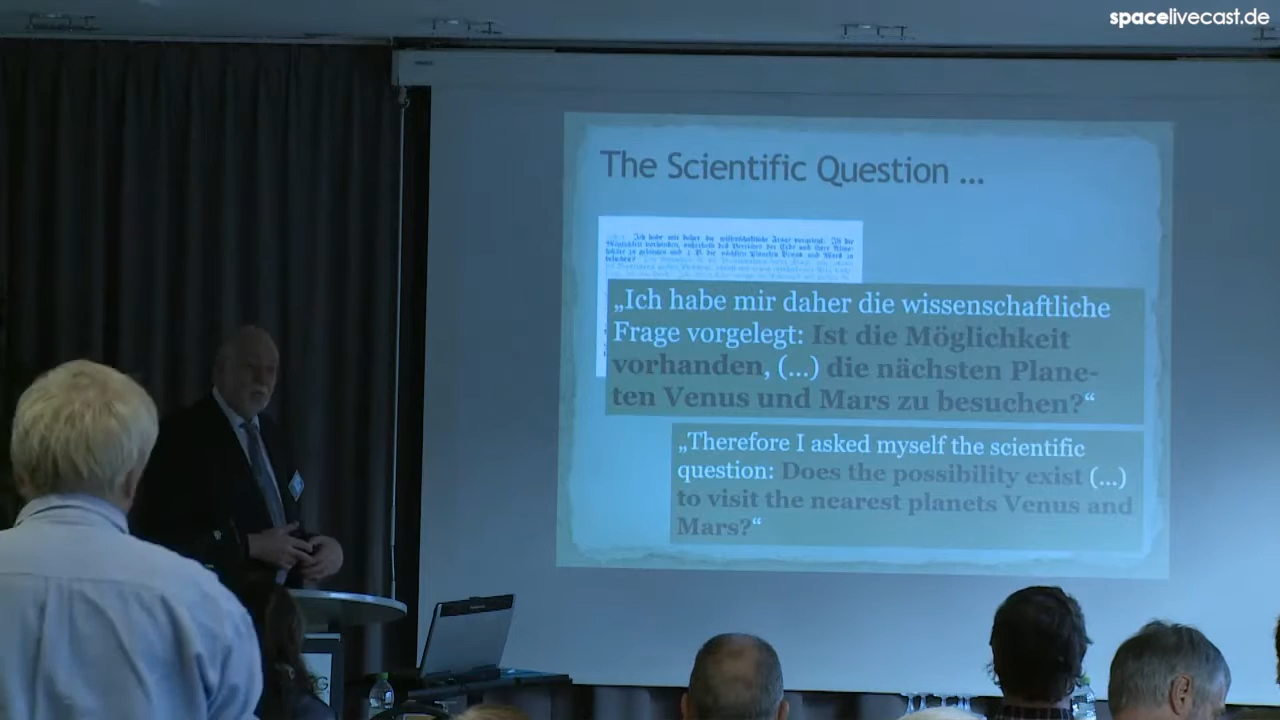 spacelivecast.de
The Scientific Question ...
„Ich habe mir daher die wissenschaftliche
Frage vorgelegt: Ist die Möglichkeit
vorhanden, (...) die nächsten Plane-
ten Venus und Mars zu besuchen?“
„Therefore I asked myself the scientific
question: Does the possibility exist (...)
to visit the nearest planets Venus and
Mars?“